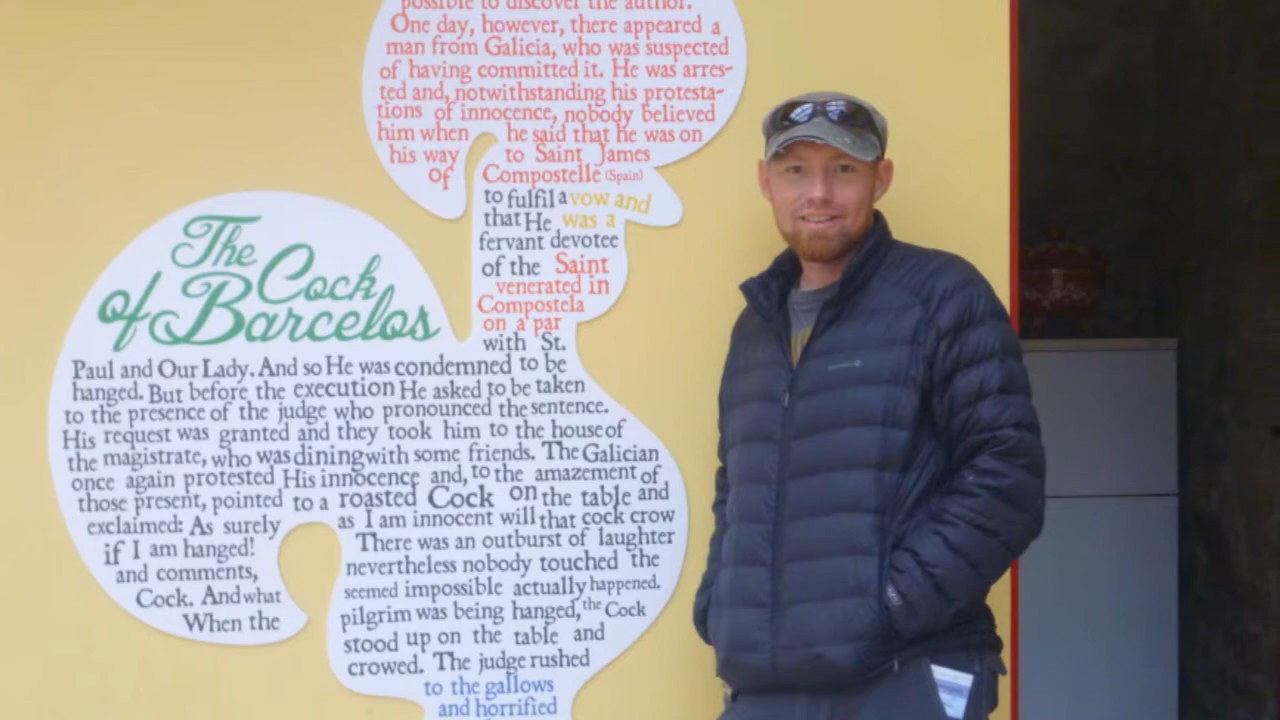 possible to discover the author.
One day, however, there appeared a
man from Galicia, who was suspected
of having committed it. He was arres-
ted and, notwithstanding his protesta-
tions of innocence, nobody believed
him when he said that he was on
his way to Saint James
of Compostelle (Spain)
to fulfil a vow and
that He was a
fervant devotee
of the Saint
venerated in
Compostela
on a par
with St.
The Cock
of Barcelos
Paul and Our Lady. And so He was condemned to be
hanged. But before the execution He asked to be taken
to the presence of the judge who pronounced the sentence.
His request was granted and they took him to the house of
the magistrate, who was dining with some friends. The Galician
once again protested His innocence and, to the amazement of
those present, pointed to a roasted Cock on the table and
exclaimed: As surely as I am innocent will that cock crow
if I am hanged! There was an outburst of laughter
and comments, nevertheless nobody touched the
Cock. And what seemed impossible actually happened.
When the pilgrim was being hanged, the Cock
stood up on the table and
crowed. The judge rushed
to the gallows
and horrified